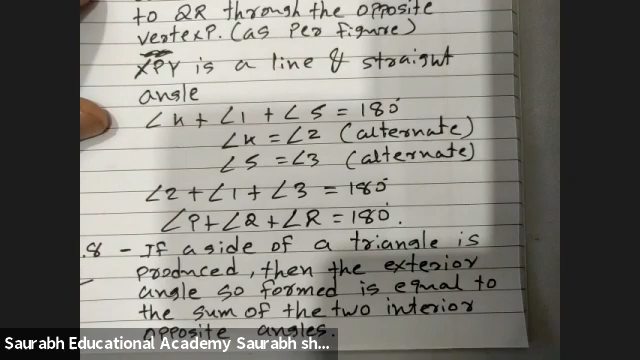 to QR through the opposite
vertex P. (as per figure)
XPY is a line & straight
angle
∠4 + ∠1 + ∠5 = 180°
∠4 = ∠2 (alternate)
∠5 = ∠3 (alternate)
∠2 + ∠1 + ∠3 = 180°
∠P + ∠Q + ∠R = 180°.
.8 - If a side of a triangle is
produced, then the exterior
angle so formed is equal to
the sum of the two interior
opposite angles.
Saurabh Educational Academy Saurabh sh...